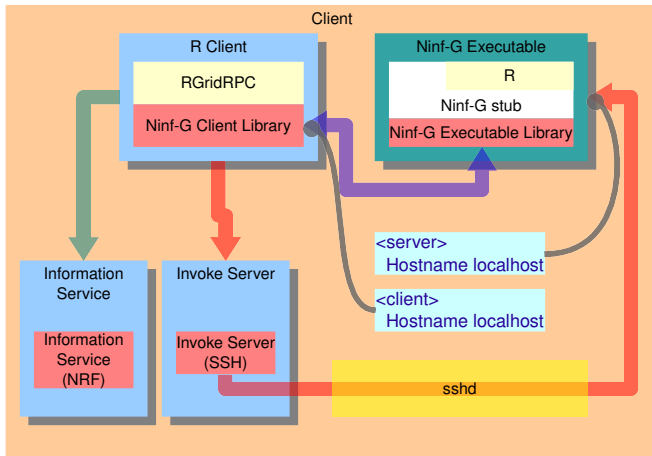 Client
R Client
RGridRPC
Ninf-G Client Library
Ninf-G Executable
R
Ninf-G stub
Ninf-G Executable Library
<server>
Hostname localhost
<client>
Hostname localhost
Information
Service
Information
Service
(NRF)
Invoke Server
Invoke Server
(SSH)
sshd